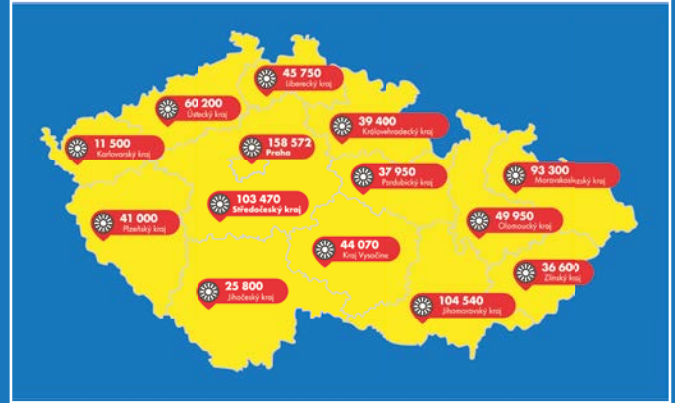 45 750
Liberecký kraj
60 200
Ústecký kraj
39 400
Královehradecký kraj
11 500
Karlovarský kraj
158 572
Praha
37 950
Pardubický kraj
93 300
Moravskoslezský kraj
103 470
Středočeský kraj
41 000
Plzeňský kraj
49 950
Olomoucký kraj
44 070
Kraj Vysočina
36 600
Zlínský kraj
25 800
Jihočeský kraj
104 540
Jihomoravský kraj